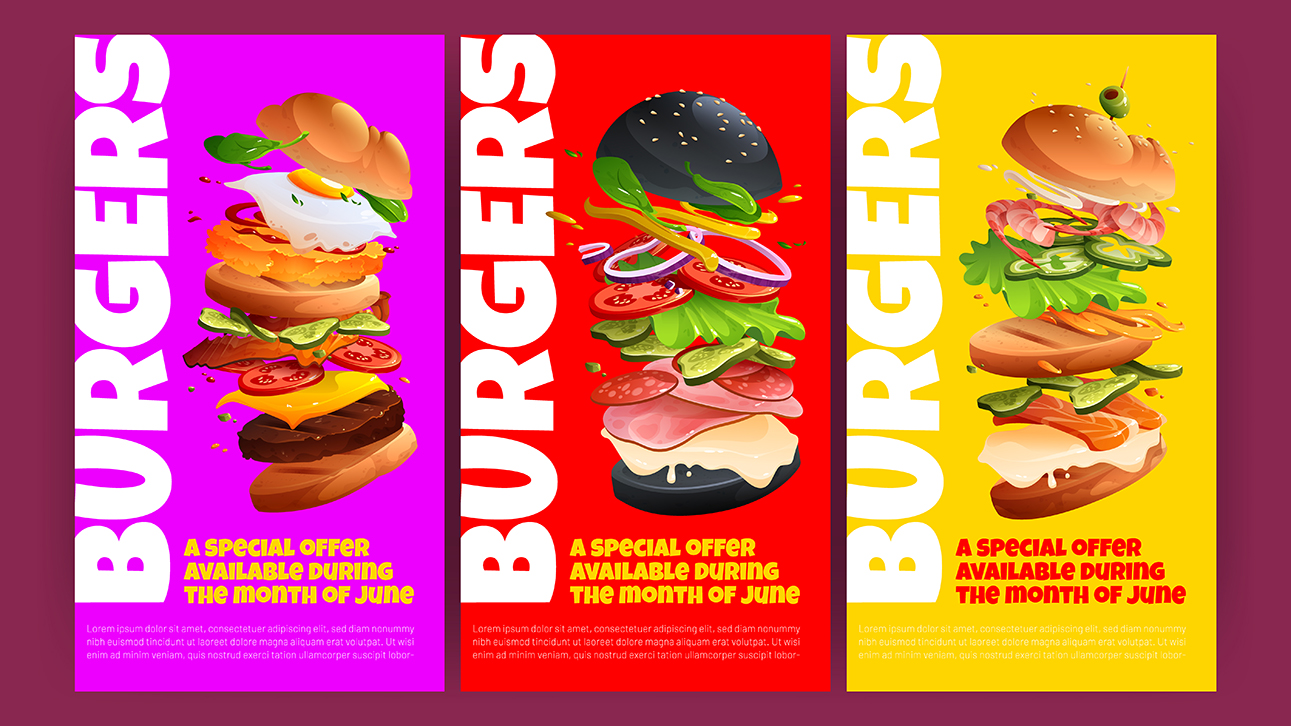 BURGERS
A SPECIAL OFFER
AVAILABLE DURING
THE MONTH OF JUNE
Lorem ipsum dolor sit amet, consectetuer adipiscing elit, sed diam nonummy
nibh euismod tincidunt ut laoreet dolore magna aliquam erat volutpat. Ut wisi
enim ad minim veniam, quis nostrud exerci tation ullamcorper suscipit lobor-
BURGERS
A SPECIAL OFFER
AVAILABLE DURING
THE MONTH OF JUNE
Lorem ipsum dolor sit amet, consectetuer adipiscing elit, sed diam nonummy
nibh euismod tincidunt ut laoreet dolore magna aliquam erat volutpat. Ut wisi
enim ad minim veniam, quis nostrud exerci tation ullamcorper suscipit lobor-
BURGERS
A SPECIAL OFFER
AVAILABLE DURING
THE MONTH OF JUNE
Lorem ipsum dolor sit amet, consectetuer adipiscing elit, sed diam nonummy
nibh euismod tincidunt ut laoreet dolore magna aliquam erat volutpat. Ut wisi
enim ad minim veniam, quis nostrud exerci tation ullamcorper suscipit lobor-